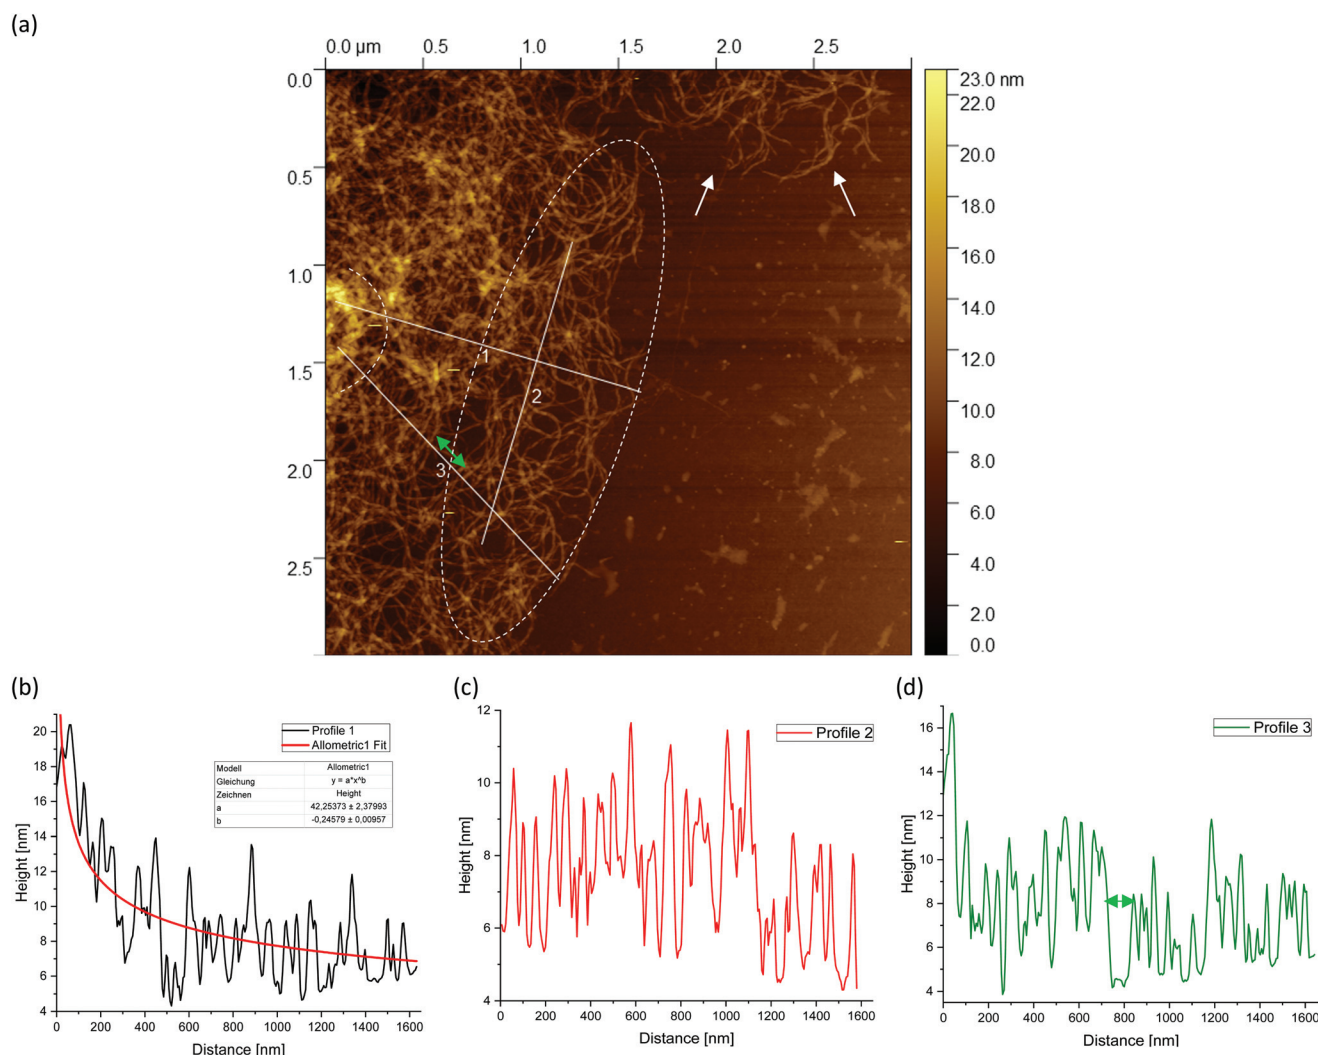 (a)
0.0 µm 0.5 1.0 1.5 2.0 2.5
0.0
0.5
1.0
1.5
2.0
2.5
1
2
3
23.0 nm
22.0
20.0
18.0
16.0
14.0
12.0
10.0
8.0
6.0
4.0
2.0
0.0
(b)
Profile 1
Allometric1 Fit
Modell Allometric1
Gleichung y = a*x^b
Zeichnen Height
a 42,25373 ± 2,37993
b -0,24579 ± 0,00957
Height [nm]
20
18
16
14
12
10
8
6
4
0 200 400 600 800 1000 1200 1400 1600
Distance [nm]
(c)
Profile 2
Height [nm]
12
10
8
6
4
0 200 400 600 800 1000 1200 1400 1600
Distance [nm]
(d)
Profile 3
Height [nm]
16
14
12
10
8
6
4
0 200 400 600 800 1000 1200 1400 1600
Distance [nm]